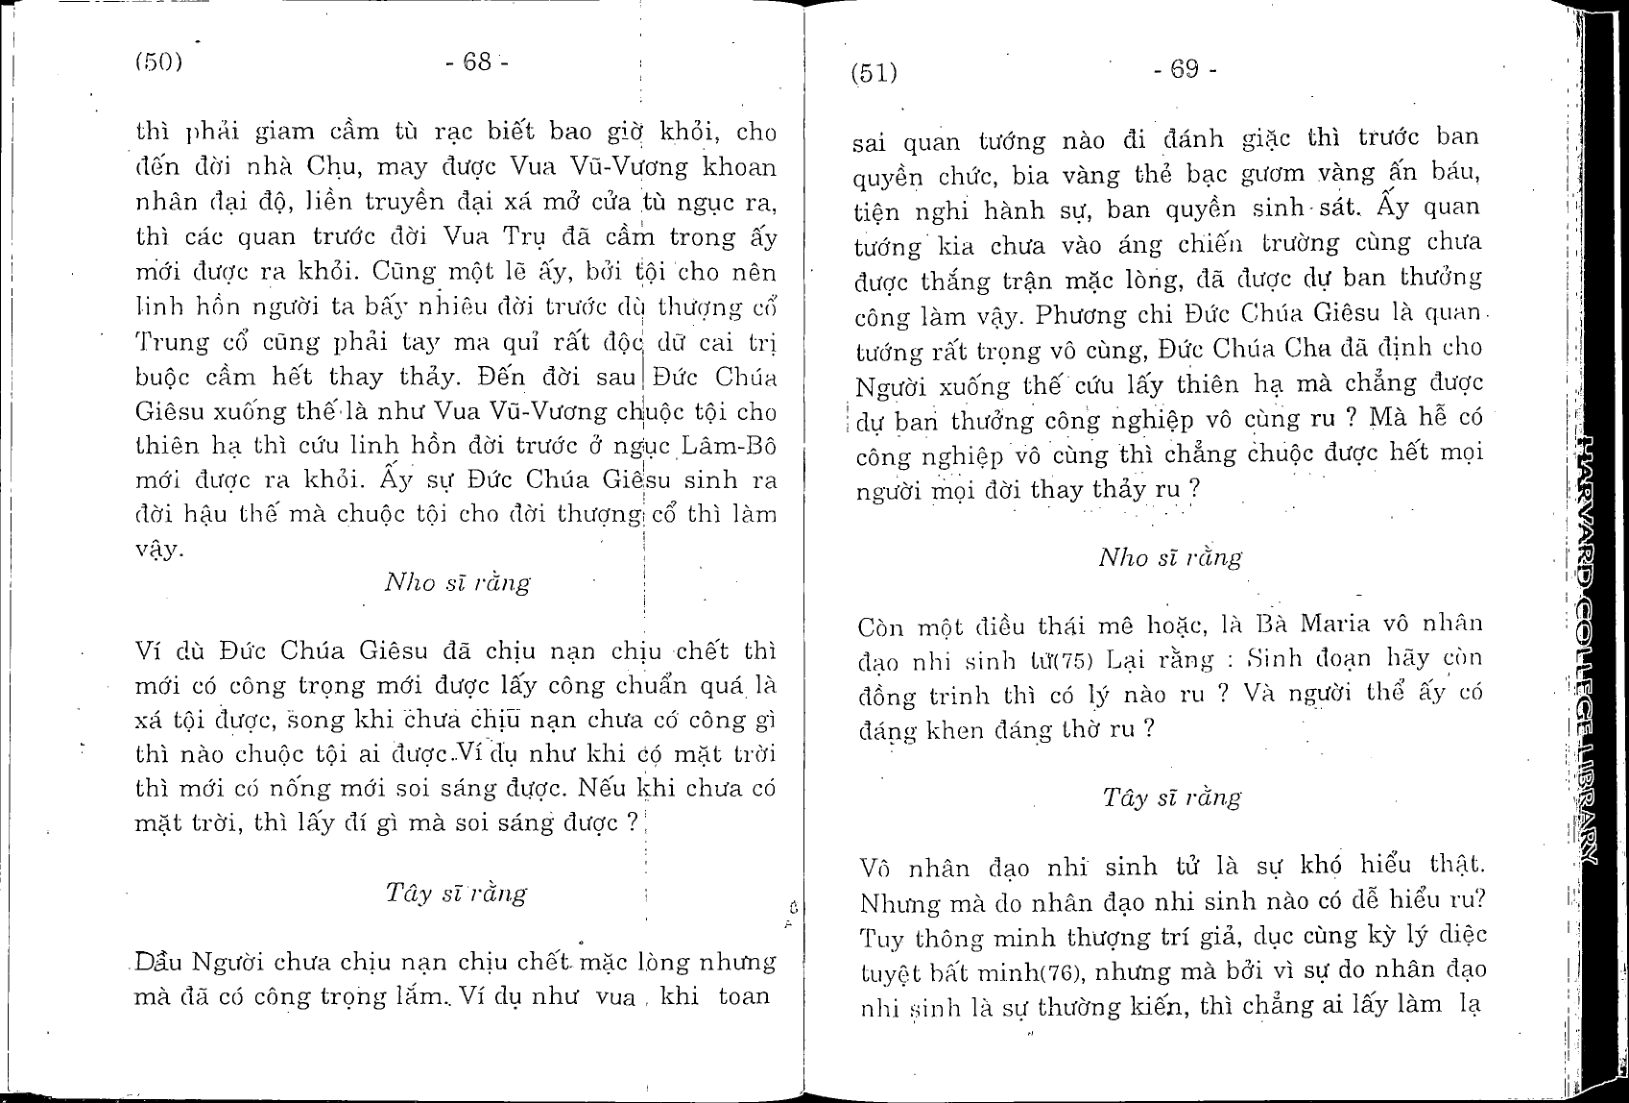 (50) - 68 -
thì phải giam cầm tù rạc biết bao giờ khỏi, cho
đến đời nhà Chu, may được Vua Vũ-Vương khoan
nhân đại độ, liền truyền đại xá mở cửa tù ngục ra,
thì các quan trước đời Vua Trụ đã cầm trong ấy
mới được ra khỏi. Cũng một lẽ ấy, bởi tội cho nên
linh hồn người ta bấy nhiêu đời trước dù thượng cổ
Trung cổ cũng phải tay ma quỉ rất độc dữ cai trị
buộc cầm hết thay thảy. Đến đời sau Đức Chúa
Giêsu xuống thế là như Vua Vũ-Vương chuộc tội cho
thiên hạ thì cứu linh hồn đời trước ở ngục Lâm-Bô
mới được ra khỏi. Ấy sự Đức Chúa Giêsu sinh ra
đời hậu thế mà chuộc tội cho đời thượng cổ thì làm
vậy.
Nho sĩ rằng
Ví dù Đức Chúa Giêsu đã chịu nạn chịu chết thì
mới có công trọng mới được lấy công chuẩn quá là
xá tội được, song khi chưa chịu nạn chưa có công gì
thì nào chuộc tội ai được. Ví dụ như khi có mặt trời
thì mới có nống mới soi sáng được. Nếu khi chưa có
mặt trời, thì lấy đí gì mà soi sáng được ?
Tây sĩ rằng
Dầu Người chưa chịu nạn chịu chết mặc lòng nhưng
mà đã có công trọng lắm. Ví dụ như vua khi toan
(51) - 69 -
sai quan tướng nào đi đánh giặc thì trước ban
quyền chức, bia vàng thẻ bạc gươm vàng ấn báu,
tiện nghi hành sự, ban quyền sinh sát. Ấy quan
tướng kia chưa vào áng chiến trường cùng chưa
được thắng trận mặc lòng, đã được dự ban thưởng
công làm vậy. Phương chi Đức Chúa Giêsu là quan
tướng rất trọng vô cùng, Đức Chúa Cha đã định cho
Người xuống thế cứu lấy thiên hạ mà chẳng được
dự ban thưởng công nghiệp vô cùng ru ? Mà hễ có
công nghiệp vô cùng thì chẳng chuộc được hết mọi
người mọi đời thay thảy ru ?
Nho sĩ rằng
Còn một điều thái mê hoặc, là Bà Maria vô nhân
đạo nhi sinh tử(75) Lại rằng : Sinh đoạn hãy còn
đồng trinh thì có lý nào ru ? Và người thể ấy có
đáng khen đáng thờ ru ?
Tây sĩ rằng
Vô nhân đạo nhi sinh tử là sự khó hiểu thật.
Nhưng mà do nhân đạo nhi sinh nào có dễ hiểu ru?
Tuy thông minh thượng trí giả, dục cùng kỳ lý diệc
tuyệt bất minh(76), nhưng mà bởi vì sự do nhân đạo
nhi sinh là sự thường kiến, thì chẳng ai lấy làm lạ
HARVARD COLLEGE LIBRARY